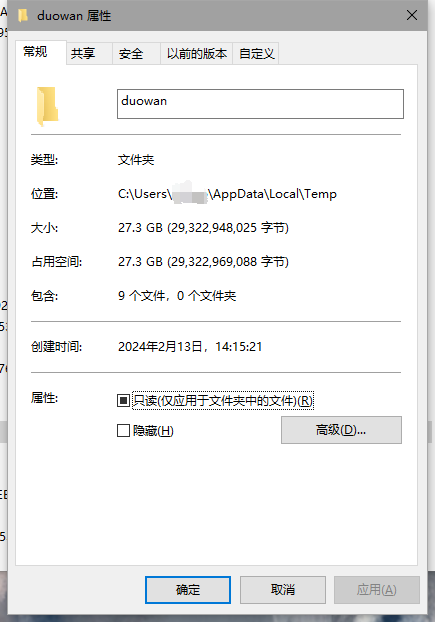 duowan 属性
常规 共享 安全 以前的版本 自定义
duowan
类型: 文件夹
位置: C:\Users\ \AppData\Local\Temp
大小: 27.3 GB (29,322,948,025 字节)
占用空间: 27.3 GB (29,322,969,088 字节)
包含: 9 个文件，0 个文件夹
创建时间: 2024年2月13日，14:15:21
属性: 只读(仅应用于文件夹中的文件)(R)
隐藏(H) 高级(D)...
确定 取消 应用(A)